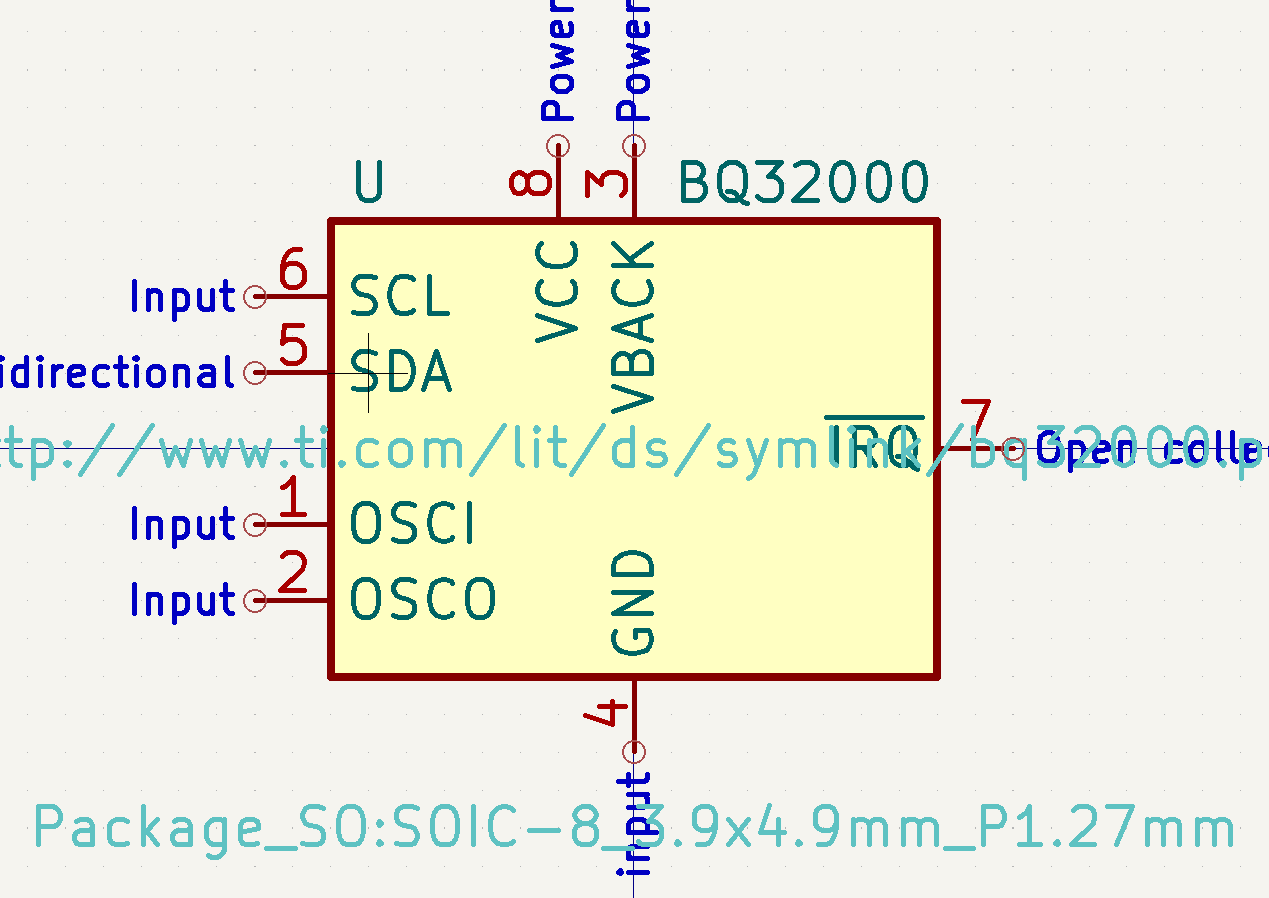 Power
Power
U
8
3
BQ32000
6
Input
SCL
VCC
VBACK
5
idirectional
SDA
IRQ
7
Open colle
ttp://www.ti.com/lit/ds/symlink/bq32000.p
1
Input
OSCI
2
Input
OSCO
GND
4
input
Package_SO:SOIC-8_3.9x4.9mm_P1.27mm